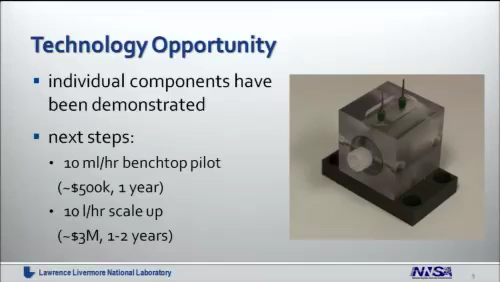 Technology Opportunity
▪ individual components have
been demonstrated
▪ next steps:
• 10 ml/hr benchtop pilot
(~$500k, 1 year)
• 10 l/hr scale up
(~$3M, 1-2 years)
Lawrence Livermore National Laboratory
NNSA